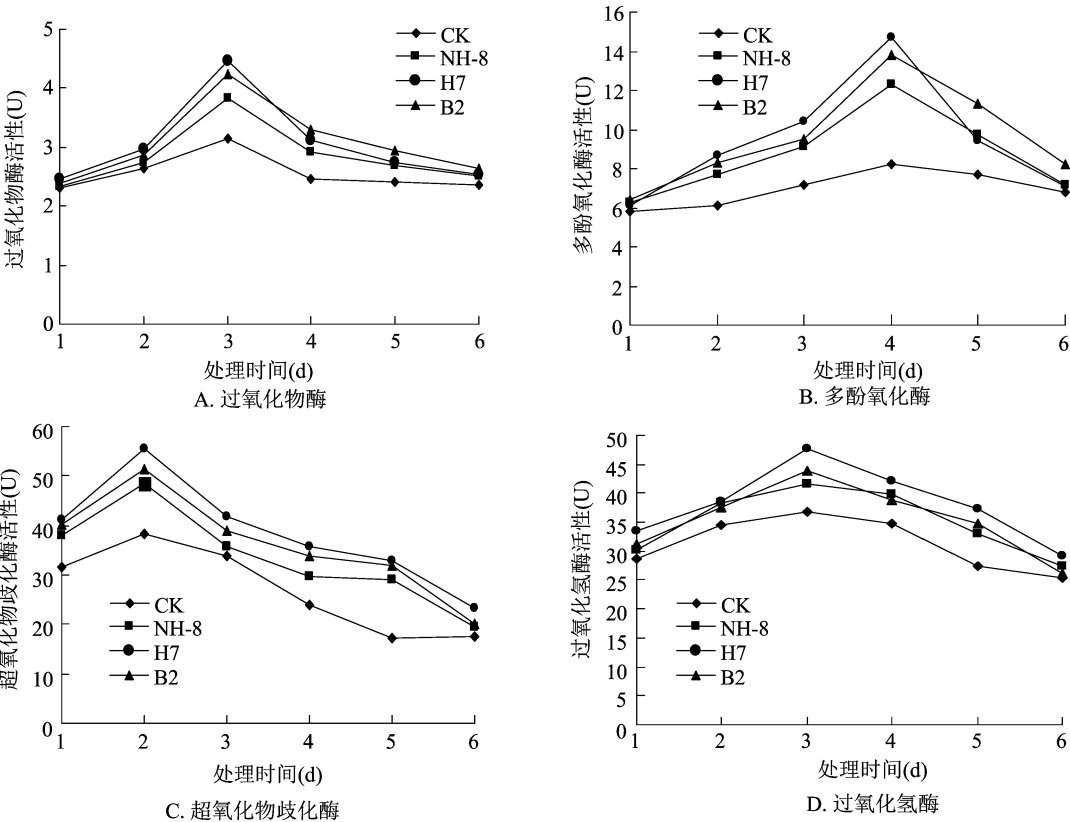 过氧化物酶活性(U)
5
4
3
2
1
0
1 2 3 4 5 6
CK
NH-8
H7
B2
处理时间(d)
A. 过氧化物酶
多酚氧化酶活性(U)
16
14
12
10
8
6
4
2
0
1 2 3 4 5 6
CK
NH-8
H7
B2
处理时间(d)
B. 多酚氧化酶
超氧化物歧化酶活性(U)
60
50
40
30
20
10
0
1 2 3 4 5 6
CK
NH-8
H7
B2
处理时间(d)
C. 超氧化物歧化酶
过氧化氢酶活性(U)
50
45
40
35
30
25
20
15
10
5
0
1 2 3 4 5 6
CK
NH-8
H7
B2
处理时间(d)
D. 过氧化氢酶